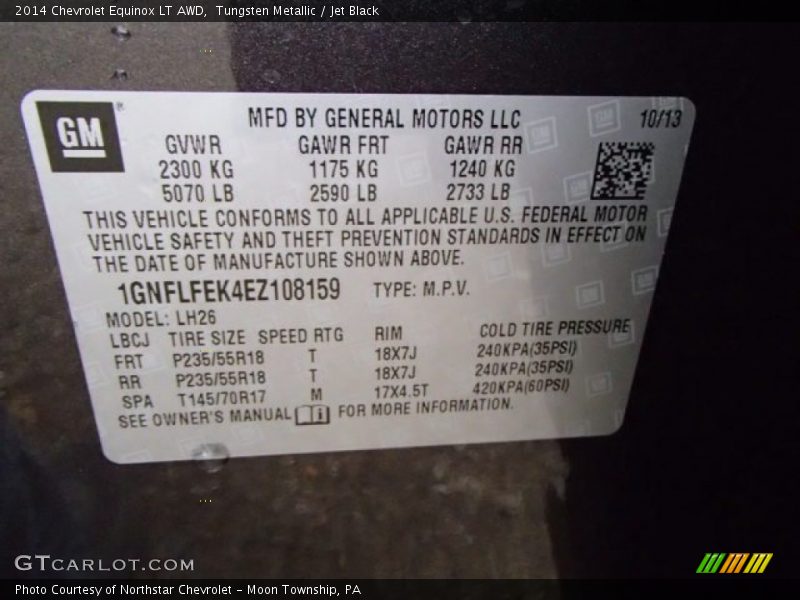 2014 Chevrolet Equinox LT AWD, Tungsten Metallic / Jet Black
GM ®
MFD BY GENERAL MOTORS LLC 10/13
GVWR GAWR FRT GAWR RR
2300 KG 1175 KG 1240 KG
5070 LB 2590 LB 2733 LB
THIS VEHICLE CONFORMS TO ALL APPLICABLE U.S. FEDERAL MOTOR
VEHICLE SAFETY AND THEFT PREVENTION STANDARDS IN EFFECT ON
THE DATE OF MANUFACTURE SHOWN ABOVE.
1GNFLFEK4EZ108159 TYPE: M.P.V.
MODEL: LH26
LBCJ TIRE SIZE SPEED RTG RIM COLD TIRE PRESSURE
FRT P235/55R18 T 18X7J 240KPA(35PSI)
RR P235/55R18 T 18X7J 240KPA(35PSI)
SPA T145/70R17 M 17X4.5T 420KPA(60PSI)
SEE OWNER'S MANUAL i FOR MORE INFORMATION.
GTCARLOT.COM
Photo Courtesy of Northstar Chevrolet - Moon Township, PA